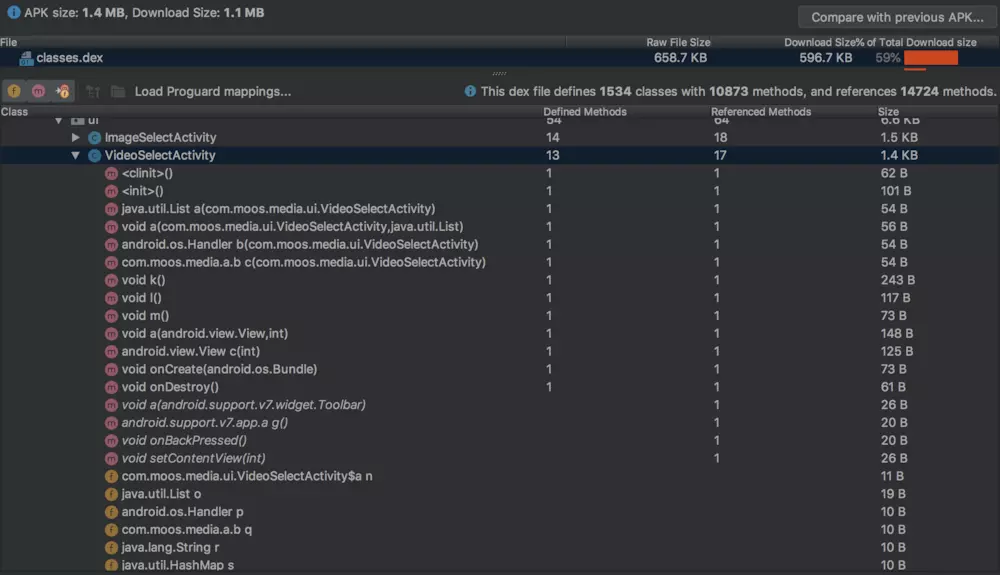 APK size: 1.4 MB, Download Size: 1.1 MB
Compare with previous APK...
File Raw File Size Download Size% of Total Download size
classes.dex 658.7 KB 596.7 KB 59%
f m Load Proguard mappings... This dex file defines 1534 classes with 10873 methods, and references 14724 methods.
Class Defined Methods Referenced Methods Size
ui 54 64 6.6 KB
ImageSelectActivity 14 18 1.5 KB
VideoSelectActivity 13 17 1.4 KB
<clinit>() 1 1 62 B
<init>() 1 1 101 B
java.util.List a(com.moos.media.ui.VideoSelectActivity) 1 1 54 B
void a(com.moos.media.ui.VideoSelectActivity,java.util.List) 1 1 56 B
android.os.Handler b(com.moos.media.ui.VideoSelectActivity) 1 1 54 B
com.moos.media.a.b c(com.moos.media.ui.VideoSelectActivity) 1 1 54 B
void k() 1 1 243 B
void l() 1 1 117 B
void m() 1 1 73 B
void a(android.view.View,int) 1 1 148 B
android.view.View c(int) 1 1 125 B
void onCreate(android.os.Bundle) 1 1 73 B
void onDestroy() 1 1 61 B
void a(android.support.v7.widget.Toolbar) 1 26 B
android.support.v7.app.a g() 1 20 B
void onBackPressed() 1 20 B
void setContentView(int) 1 26 B
com.moos.media.ui.VideoSelectActivity$a n 11 B
java.util.List o 19 B
android.os.Handler p 10 B
com.moos.media.a.b q 10 B
java.lang.String r 10 B
java.util.HashMap s 10 B